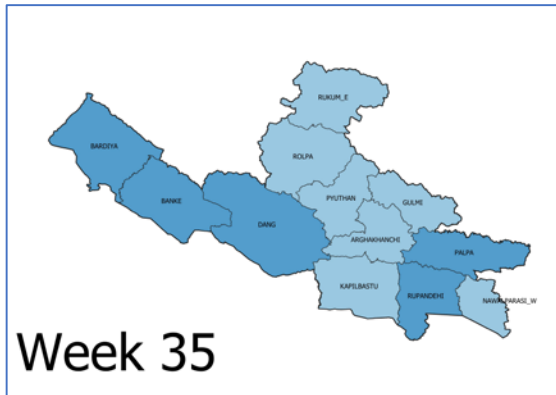 RUKUM_E
ROLPA
BARDIYA
BANKE
PYUTHAN
GULMI
DANG
ARGHAKHANCHI
PALPA
KAPILBASTU
RUPANDEHI
NAWALPARASI_W
Week 35